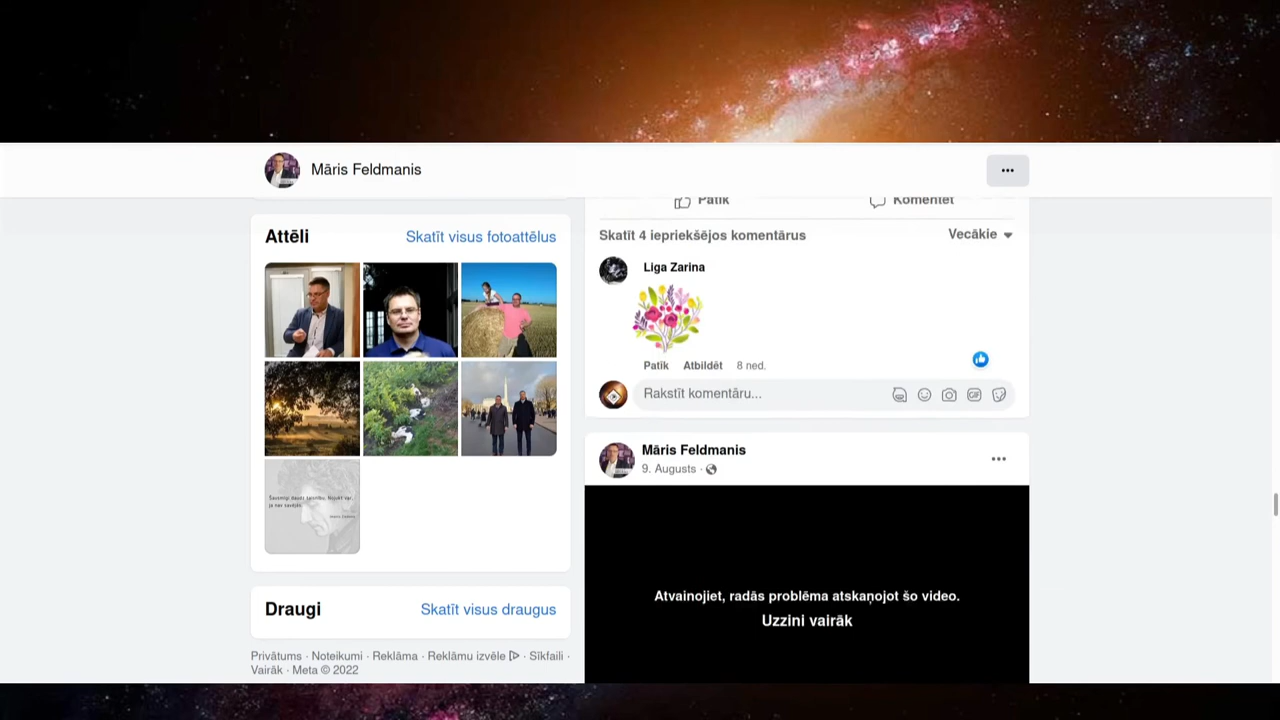 Māris Feldmanis
Attēli
Skatīt visus fotoattēlus
Draugi
Skatīt visus draugus
Privātums · Noteikumi · Reklāma · Reklāmu izvēle · Sīkfaili ·
Vairāk · Meta © 2022
Patīk
Komentēt
Skatīt 4 iepriekšējos komentārus
Vecākie
Liga Zarina
Patīk Atbildēt 8 ned.
Rakstīt komentāru...
GIF
Māris Feldmanis
9. Augusts ·
Atvainojiet, radās problēma atskaņojot šo video.
Uzzini vairāk